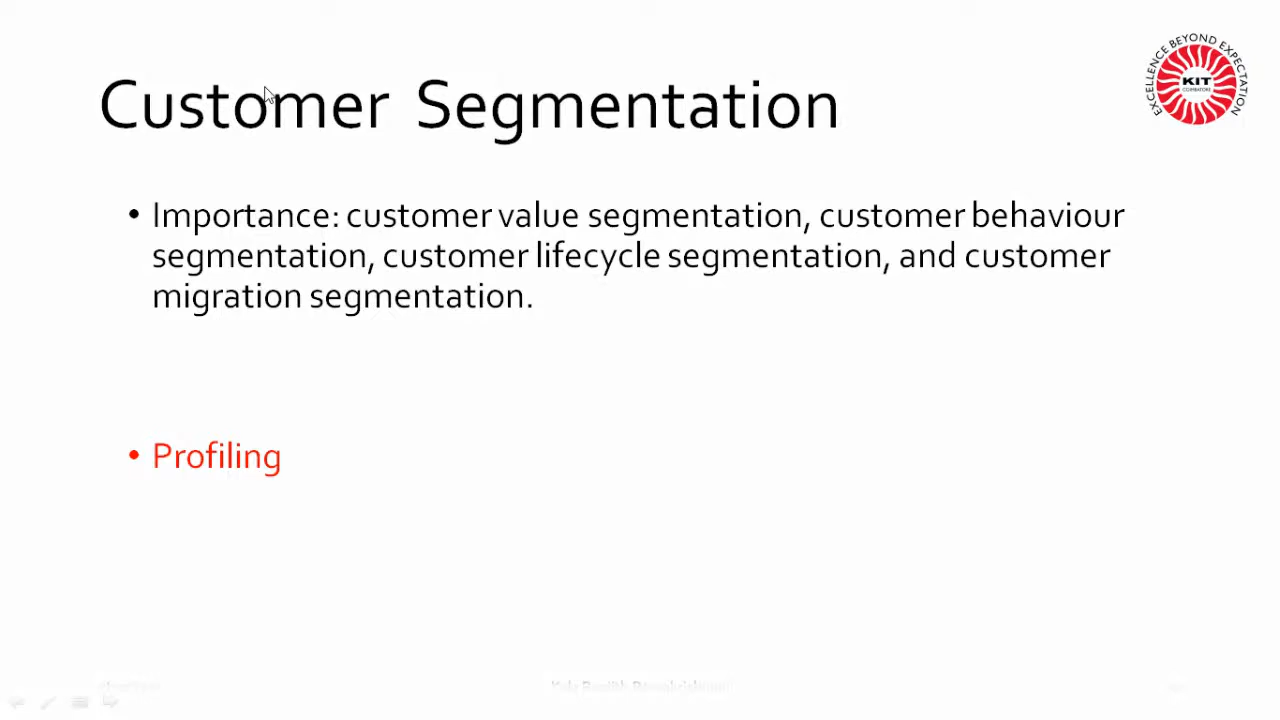 Customer Segmentation
EXCELLENCE BEYOND EXPECTATION
KIT
COIMBATORE
• Importance: customer value segmentation, customer behaviour
segmentation, customer lifecycle segmentation, and customer
migration segmentation.
• Profiling